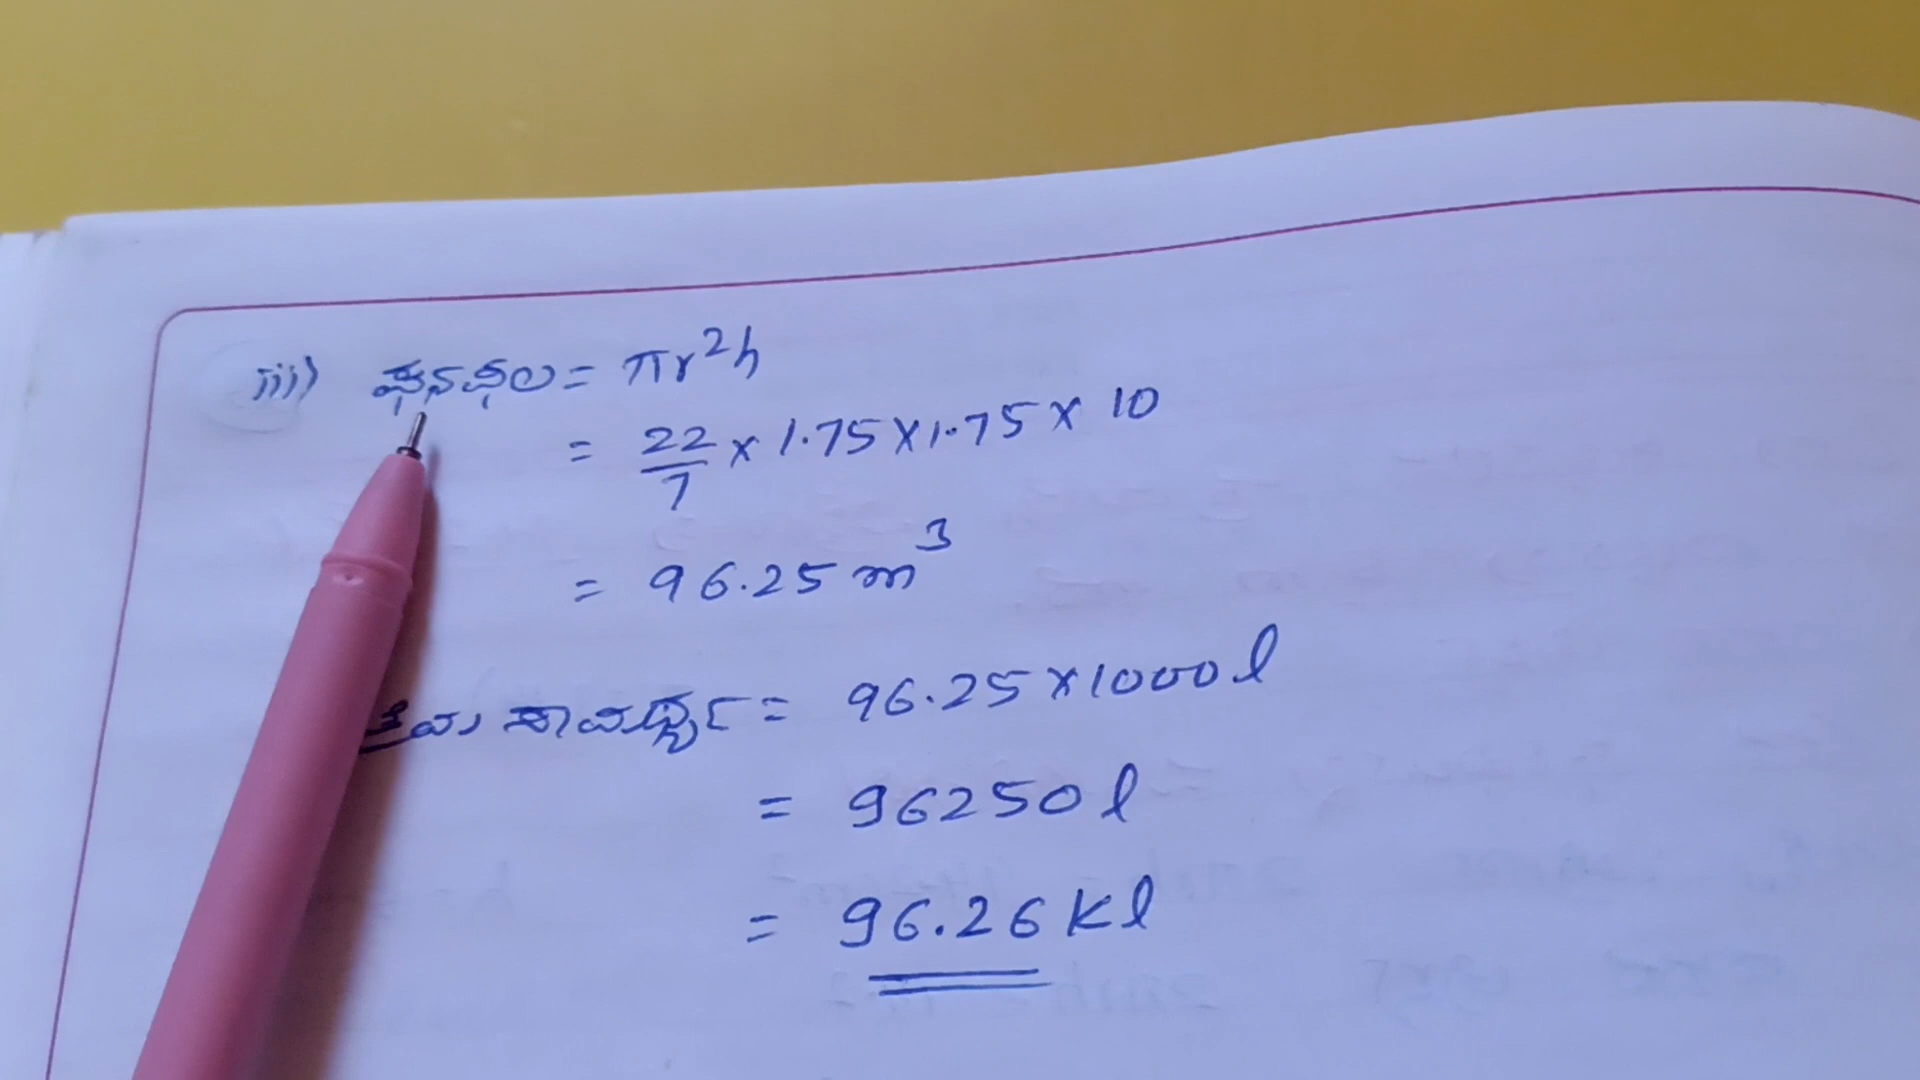 iii) ಘನಫಲ = πr²h
= 22/7 × 1.75 × 1.75 × 10
= 96.25 m³
ಸಾಮರ್ಥ್ಯ = 96.25 × 1000 l
= 96250 l
= 96.26 Kl